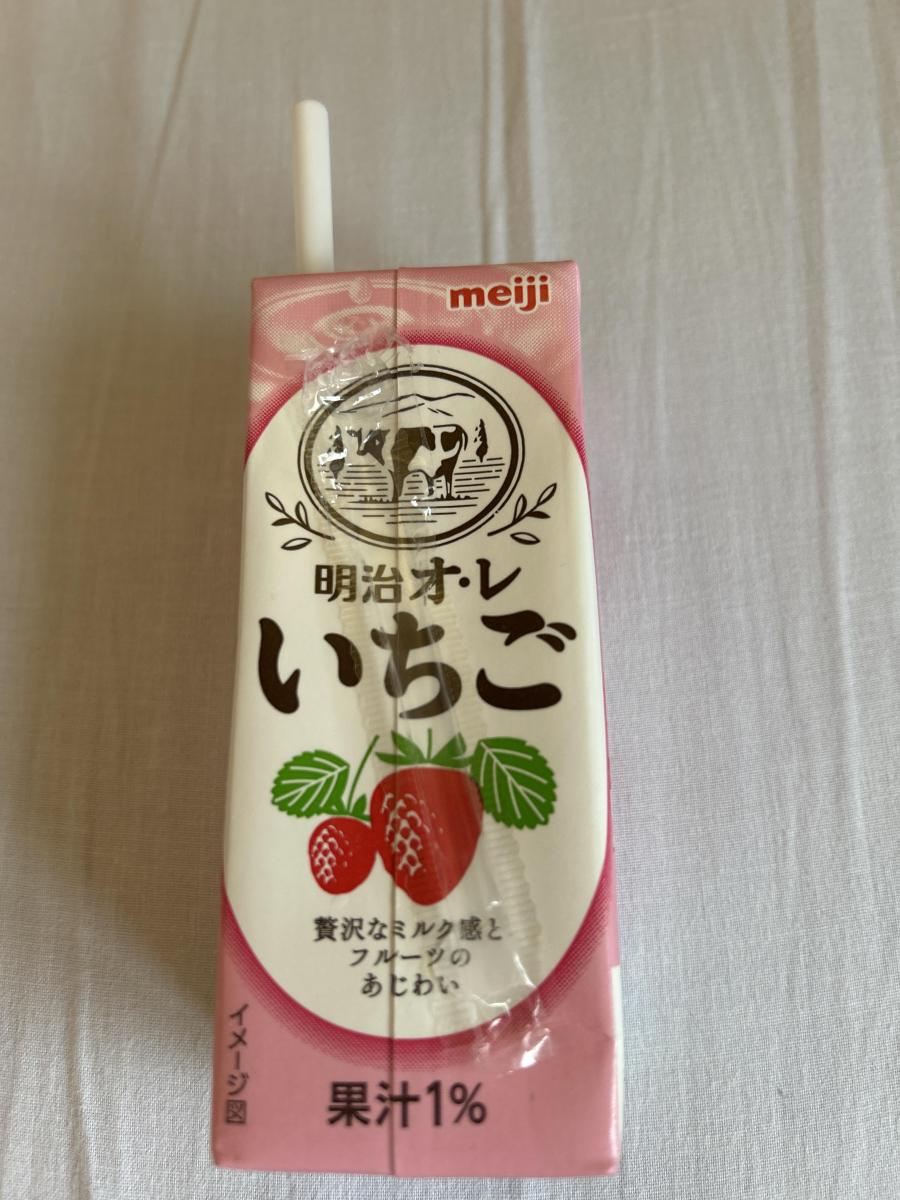 meiji
明治オ・レ
いちご
贅沢なミルク感と
フルーツの
あじわい
イメージ図
果汁1%